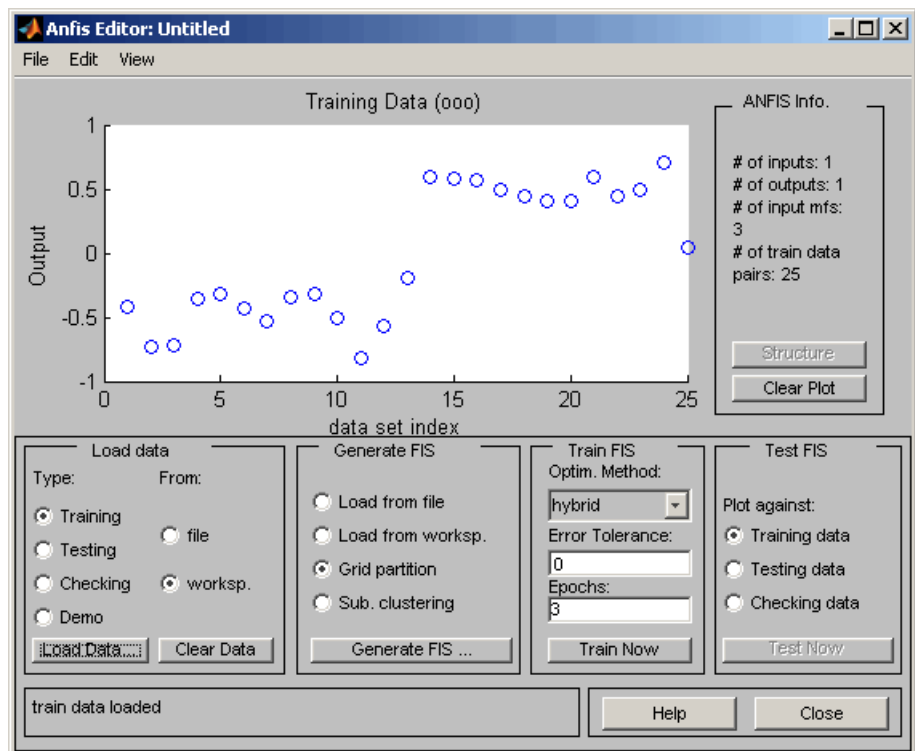 Anfis Editor: Untitled
File Edit View
Training Data (ooo)
1
0.5
0
-0.5
-1
Output
0 5 10 15 20 25
data set index
ANFIS Info.
# of inputs: 1
# of outputs: 1
# of input mfs:
3
# of train data
pairs: 25
Structure
Clear Plot
Load data
Type: From:
Training
Testing
Checking
Demo
file
worksp.
Load Data...
Clear Data
Generate FIS
Load from file
Load from worksp.
Grid partition
Sub. clustering
Generate FIS ...
Train FIS
Optim. Method:
hybrid
Error Tolerance:
0
Epochs:
3
Train Now
Test FIS
Plot against:
Training data
Testing data
Checking data
Test Now
train data loaded
Help
Close